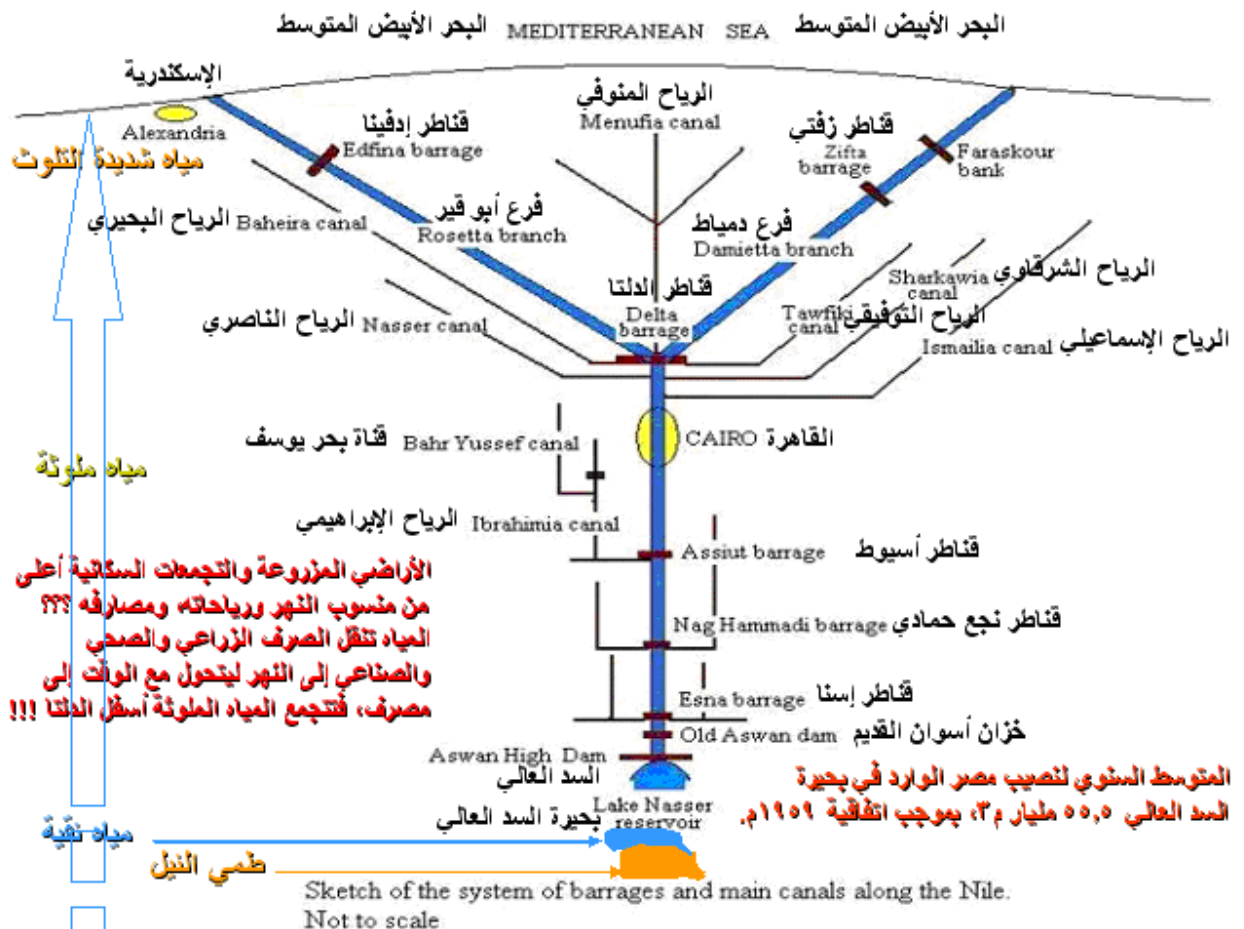 البحر الأبيض المتوسط MEDITERRANEAN SEA البحر الأبيض المتوسط
الإسكندرية
Alexandria
مياه شديدة التلوث
قناطر إدفينا
Edfina barrage
الرياح المنوفي
Menufia canal
قناطر زفتي
Zifta
barrage
Faraskour
bank
الرياح البحيري Baheira canal
فرع أبو قير
Rosetta branch
فرع دمياط
Damietta branch
Sharkawia الرياح الشرقاوي
canal
قناطر الدلتا
Delta
barrage
Tawfiki
canal الرياح التوفيقي
الرياح الناصري Nasser canal
Ismailia canal الرياح الإسماعيلي
قناة بحر يوسف Bahr Yussef canal
CAIRO القاهرة
مياه ملوثة
الرياح الإبراهيمي Ibrahimia canal
Assiut barrage قناطر أسيوط
الأراضي المزروعة والتجمعات السكانية أعلى
من منسوب النهر ورياحاته ومصارفه ???
المياه تنقل الصرف الزراعي والصحي
والصناعي إلى النهر ليتحول مع الوقت إلى
مصرف، فتتجمع المياه الملوثة أسفل الدلتا !!!
Nag Hammadi barrage قناطر نجع حمادي
Esna barrage قناطر إسنا
Old Aswan dam خزان أسوان القديم
Aswan High Dam
السد العالي
Lake Nasser
reservoir
بحيرة السد العالي
المتوسط السنوي لنصيب مصر الوارد في بحيرة
السد العالي ٥٥,٥ مليار م٣، بموجب اتفاقية ١٩٥٩م.
مياه نقية
طمي النيل
Sketch of the system of barrages and main canals along the Nile.
Not to scale